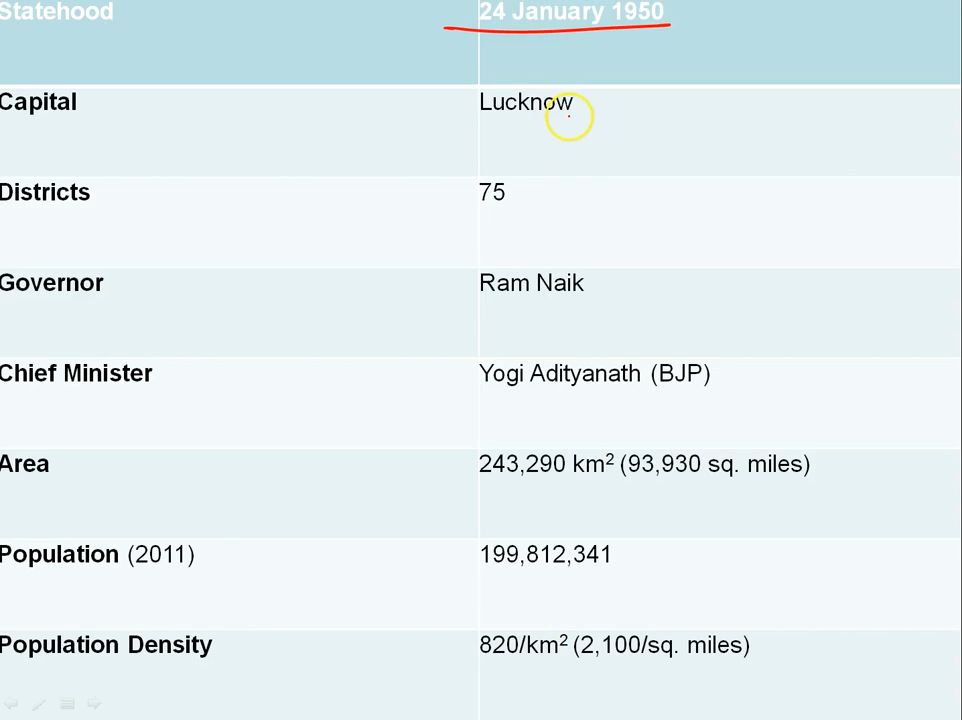 Statehood 24 January 1950
Capital Lucknow
Districts 75
Governor Ram Naik
Chief Minister Yogi Adityanath (BJP)
Area 243,290 km² (93,930 sq. miles)
Population (2011) 199,812,341
Population Density 820/km² (2,100/sq. miles)